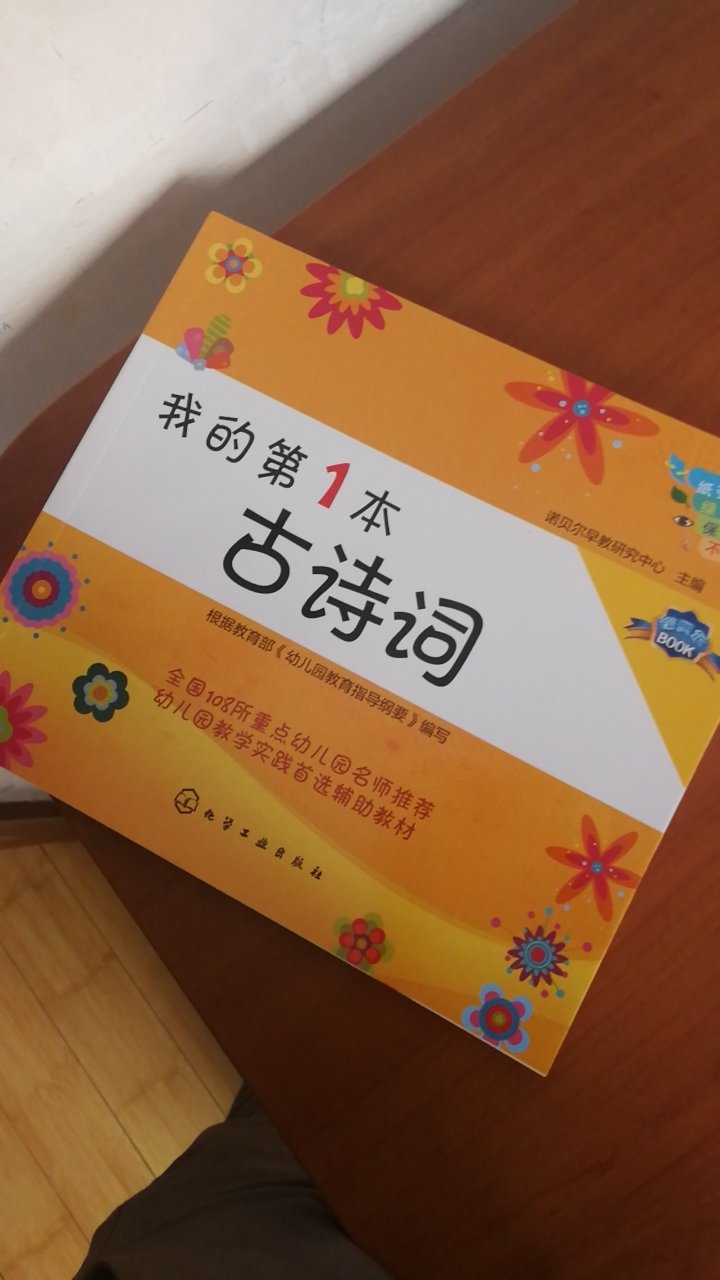 我的第1本
古诗词
诺贝尔早教研究中心 主编
根据教育部《幼儿园教育指导纲要》编写
全国108所重点幼儿园名师推荐
幼儿园教学实践首选辅助教材
化学工业出版社
BOOK